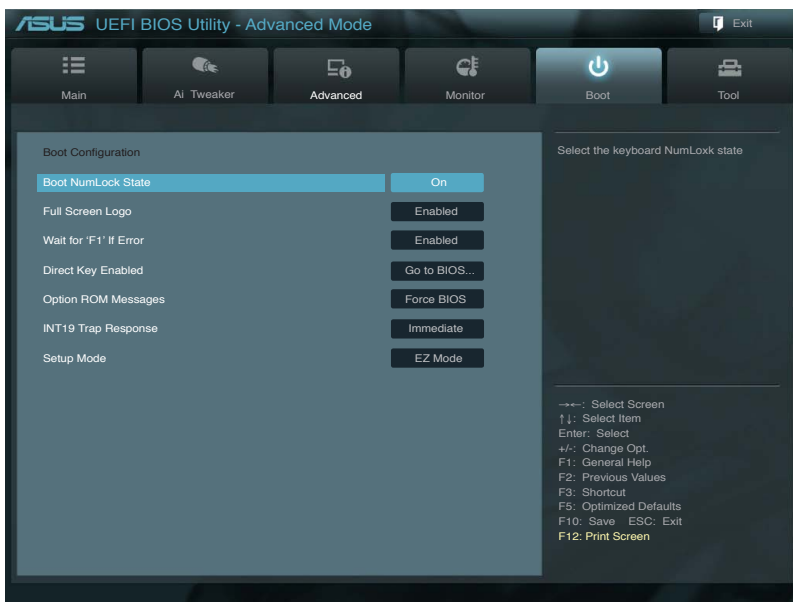 ASUS UEFI BIOS Utility - Advanced Mode
Exit
Main
Ai Tweaker
Advanced
Monitor
Boot
Tool
Boot Configuration
Boot NumLock State On
Full Screen Logo Enabled
Wait for ‘F1’ If Error Enabled
Direct Key Enabled Go to BIOS...
Option ROM Messages Force BIOS
INT19 Trap Response Immediate
Setup Mode EZ Mode
Select the keyboard NumLoxk state
→←: Select Screen
↑↓: Select Item
Enter: Select
+/-: Change Opt.
F1: General Help
F2: Previous Values
F3: Shortcut
F5: Optimized Defaults
F10: Save ESC: Exit
F12: Print Screen